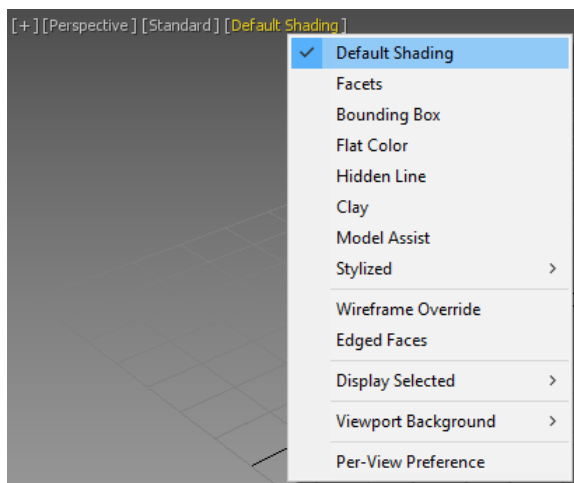 [+] [Perspective] [Standard] [Default Shading]
Default Shading
Facets
Bounding Box
Flat Color
Hidden Line
Clay
Model Assist
Stylized
Wireframe Override
Edged Faces
Display Selected
Viewport Background
Per-View Preference